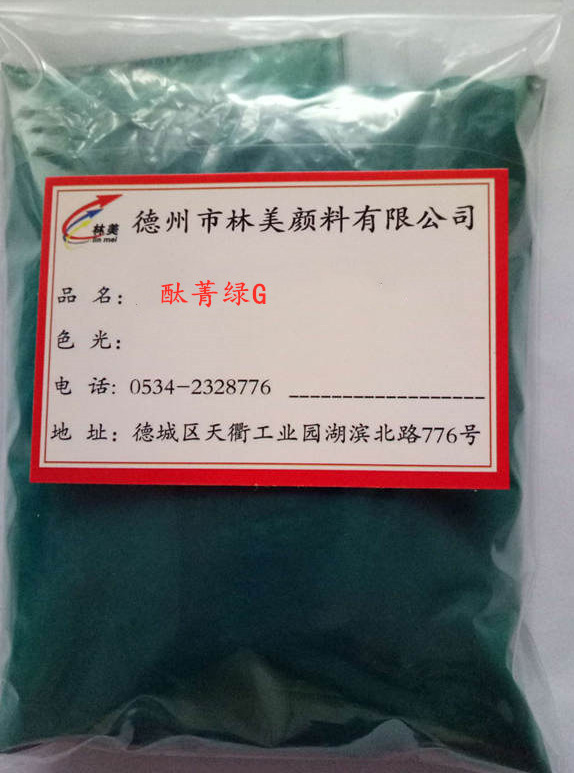 林美
lin mei
德州市林美颜料有限公司
品 名: 酞菁绿G
色 光:
电 话: 0534-2328776
地 址: 德城区天衢工业园湖滨北路776号